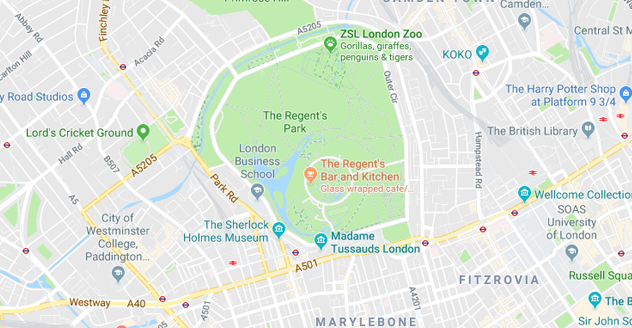 CAMDEN TOWN
Camden...
Finchley Rd
Abbey Rd
A5205
Acacia Rd
Carlton Hill
ZSL London Zoo
Gorillas, giraffes,
penguins & tigers
KOKO
Central St M
Outer Cir
The Harry Potter Shop
at Platform 9 3/4
ey Road Studios
The Regent's
Park
Lord's Cricket Ground
The British Library
Hampstead Rd
Hall Rd
B507
A5205
London
Business
School
The Regent's
Bar and Kitchen
Glass wrapped cafe/...
Park Rd
Wellcome Collection
A5
City of
Westminster
College,
Paddington...
The Sherlock
Holmes Museum
SOAS
University
of London
Madame
Tussauds London
A501
FITZROVIA
Russell Squa
Westway
A40
A41
A4201
MARYLEBONE
The B
Sir John So